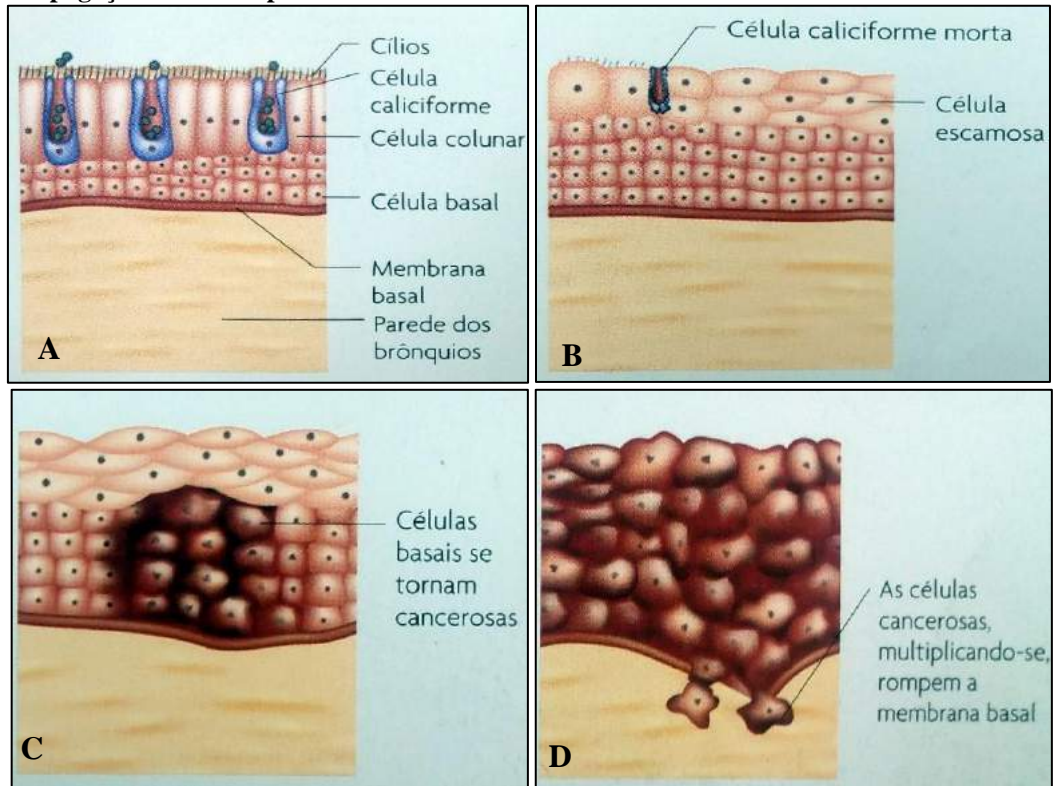 Cílios
Célula
caliciforme
Célula colunar
Célula basal
Membrana
basal
Parede dos
brônquios
A
Célula caliciforme morta
Célula
escamosa
B
Células
basais se
tornam
cancerosas
C
As células
cancerosas,
multiplicando-se,
rompem a
membrana basal
D